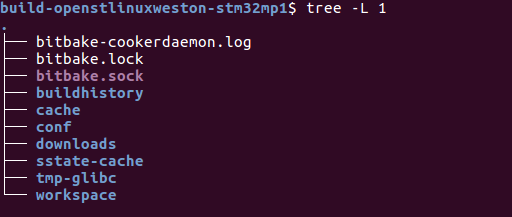 build-openstlinuxweston-stm32mp1$ tree -L 1
.
├── bitbake-cookerdaemon.log
├── bitbake.lock
├── bitbake.sock
├── buildhistory
├── cache
├── conf
├── downloads
├── sstate-cache
├── tmp-glibc
└── workspace